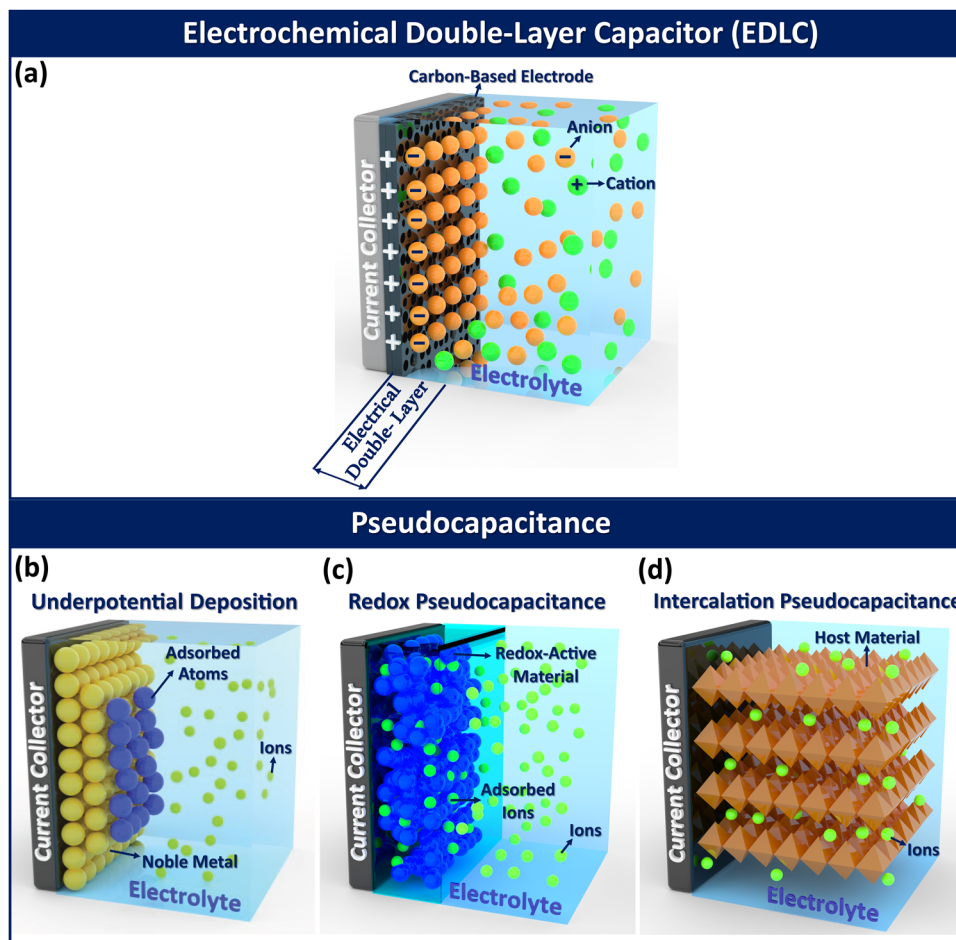 Electrochemical Double-Layer Capacitor (EDLC)
(a)
Carbon-Based Electrode
Anion
Cation
+ −
+ −
+ −
+ −
+ −
+ −
+ −
−
+
Current Collector
Electrolyte
Electrical
Double- Layer
Pseudocapacitance
(b)
Underpotential Deposition
Adsorbed
Atoms
Ions
Noble Metal
Current Collector
Electrolyte
(c)
Redox Pseudocapacitance
Redox-Active
Material
Adsorbed
Ions
Ions
Current Collector
Electrolyte
(d)
Intercalation Pseudocapacitance
Host Material
Ions
Current Collector
Electrolyte